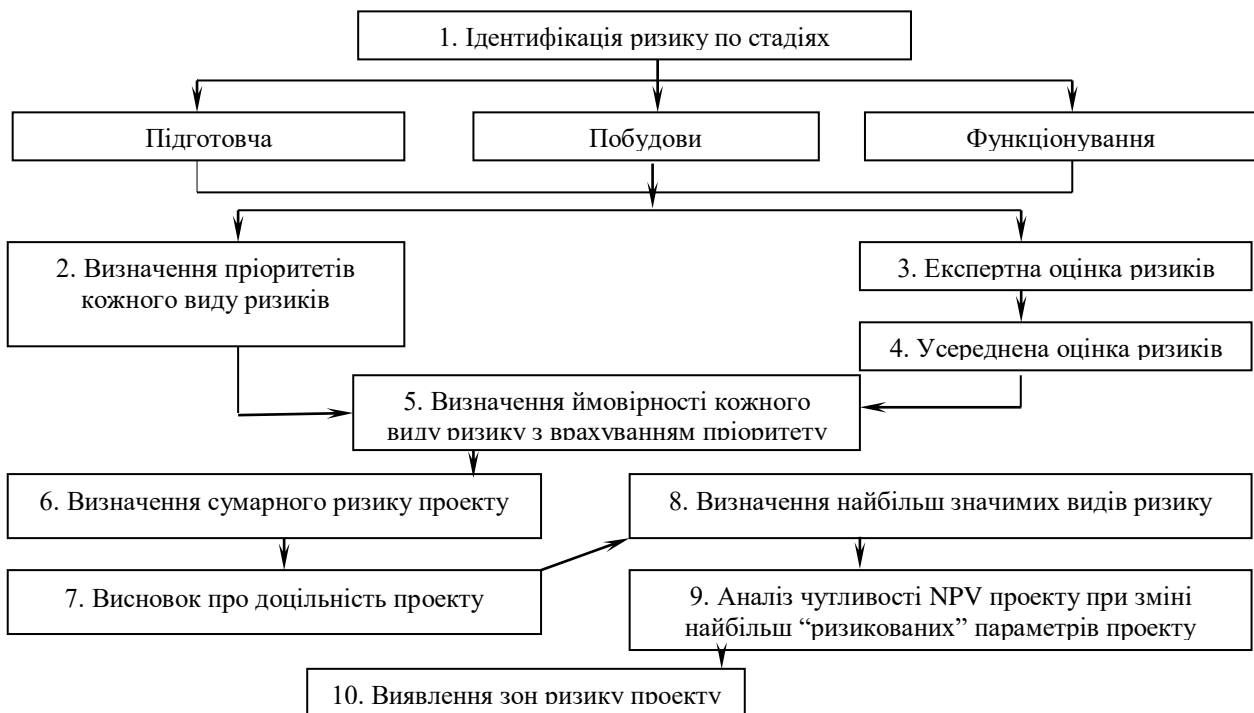 1. Ідентифікація ризику по стадіях
Підготовча
Побудови
Функціонування
2. Визначення пріоритетів
кожного виду ризиків
3. Експертна оцінка ризиків
4. Усереднена оцінка ризиків
5. Визначення ймовірності кожного
виду ризику з врахуванням пріоритету
6. Визначення сумарного ризику проекту
8. Визначення найбільш значимих видів ризику
7. Висновок про доцільність проекту
9. Аналіз чутливості NPV проекту при зміні
найбільш “ризикованих” параметрів проекту
10. Виявлення зон ризику проекту